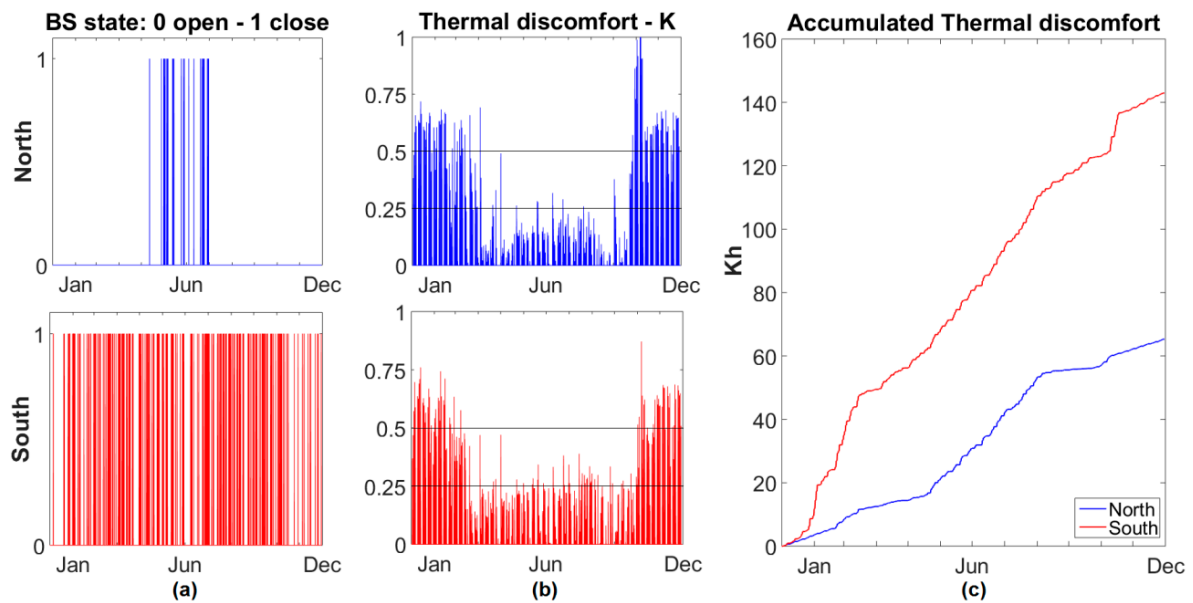 BS state: 0 open - 1 close
North
1
0
Jan Jun Dec
South
1
0
Jan Jun Dec
(a)
Thermal discomfort - K
1
0.75
0.5
0.25
0
Jan Jun Dec
1
0.75
0.5
0.25
0
Jan Jun Dec
(b)
Accumulated Thermal discomfort
Kh
160
140
120
100
80
60
40
20
0
North
South
Jan Jun Dec
(c)